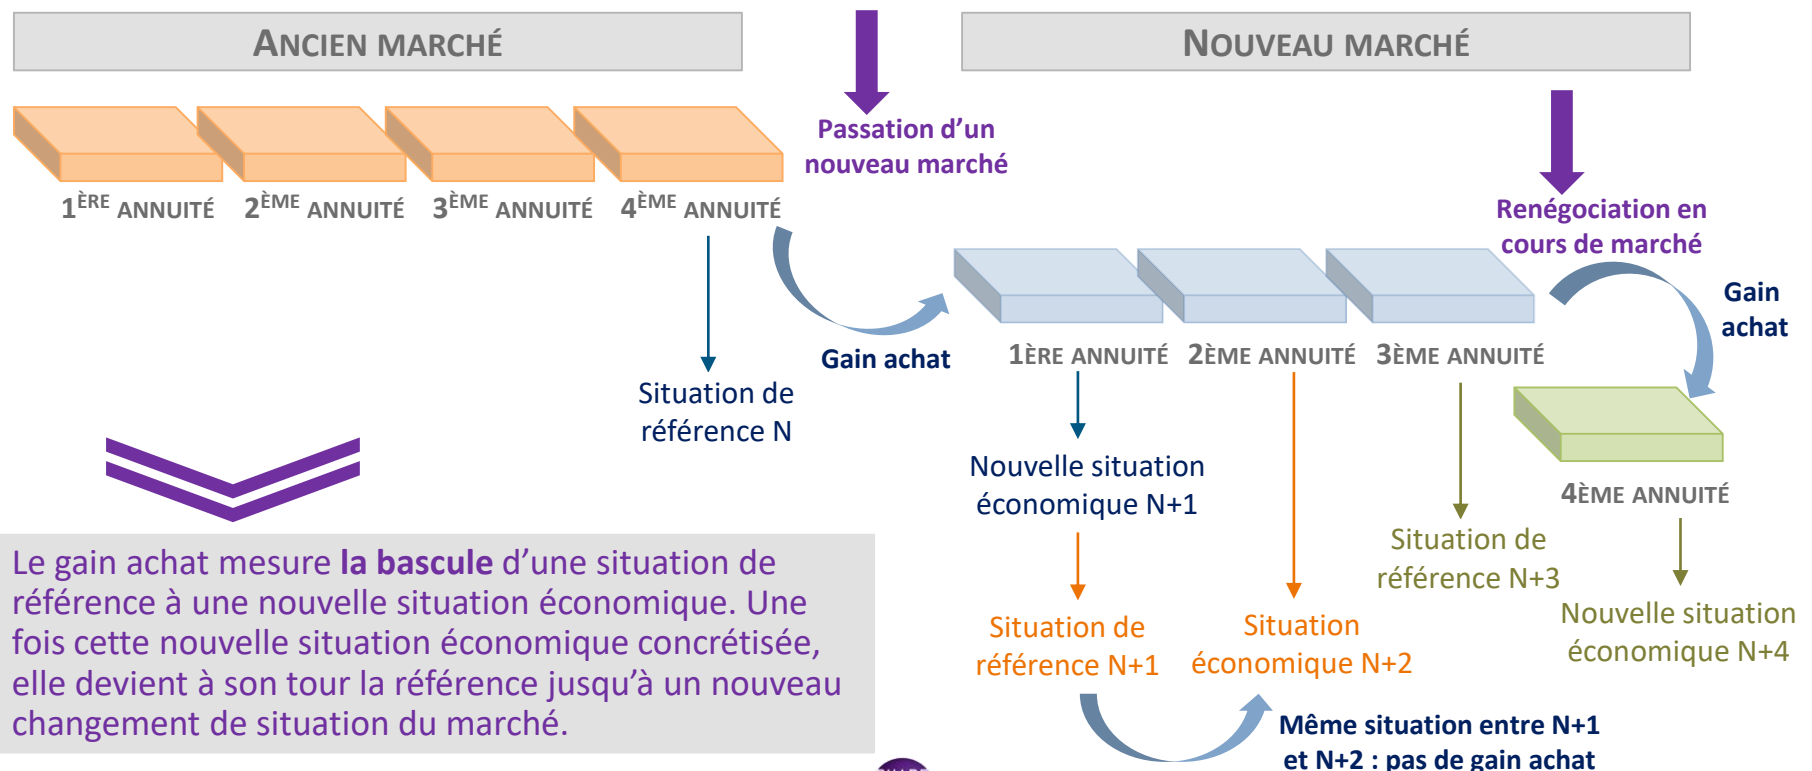 ANCIEN MARCHÉ
NOUVEAU MARCHÉ
Passation d’un
nouveau marché
1ÈRE ANNUITÉ
2ÈME ANNUITÉ
3ÈME ANNUITÉ
4ÈME ANNUITÉ
Renégociation en
cours de marché
Gain
achat
Gain achat
1ÈRE ANNUITÉ
2ÈME ANNUITÉ
3ÈME ANNUITÉ
Situation de
référence N
Nouvelle situation
économique N+1
4ÈME ANNUITÉ
Situation de
référence N+3
Situation de
référence N+1
Situation
économique N+2
Nouvelle situation
économique N+4
Même situation entre N+1
et N+2 : pas de gain achat
Le gain achat mesure la bascule d’une situation de
référence à une nouvelle situation économique. Une
fois cette nouvelle situation économique concrétisée,
elle devient à son tour la référence jusqu’à un nouveau
changement de situation du marché.